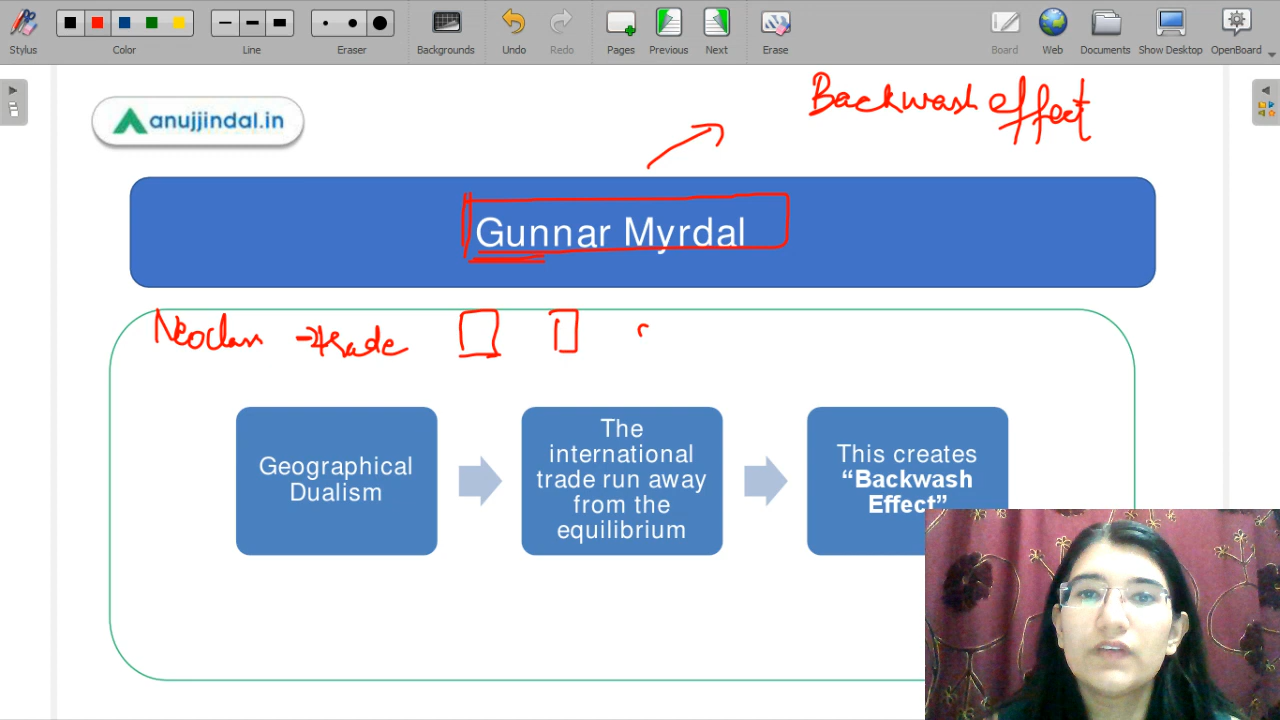 Stylus
Color
Line
Eraser
Backgrounds
Undo
Redo
Pages
Previous
Next
Erase
Board
Web
Documents
Show Desktop
OpenBoard
Backwash effect
anujjindal.in
Gunnar Myrdal
→ trade
Geographical
Dualism
The
international
trade run away
from the
equilibrium
This creates
“Backwash
Effect”